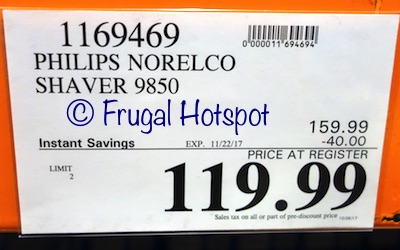 1169469
0000011694694
PHILIPS NORELCO
SHAVER 9850
© Frugal Hotspot
159.99
Instant Savings EXP. 11/22/17 -40.00
PRICE AT REGISTER
LIMIT
2
119.99
Sales tax on all or part of pre-discount price